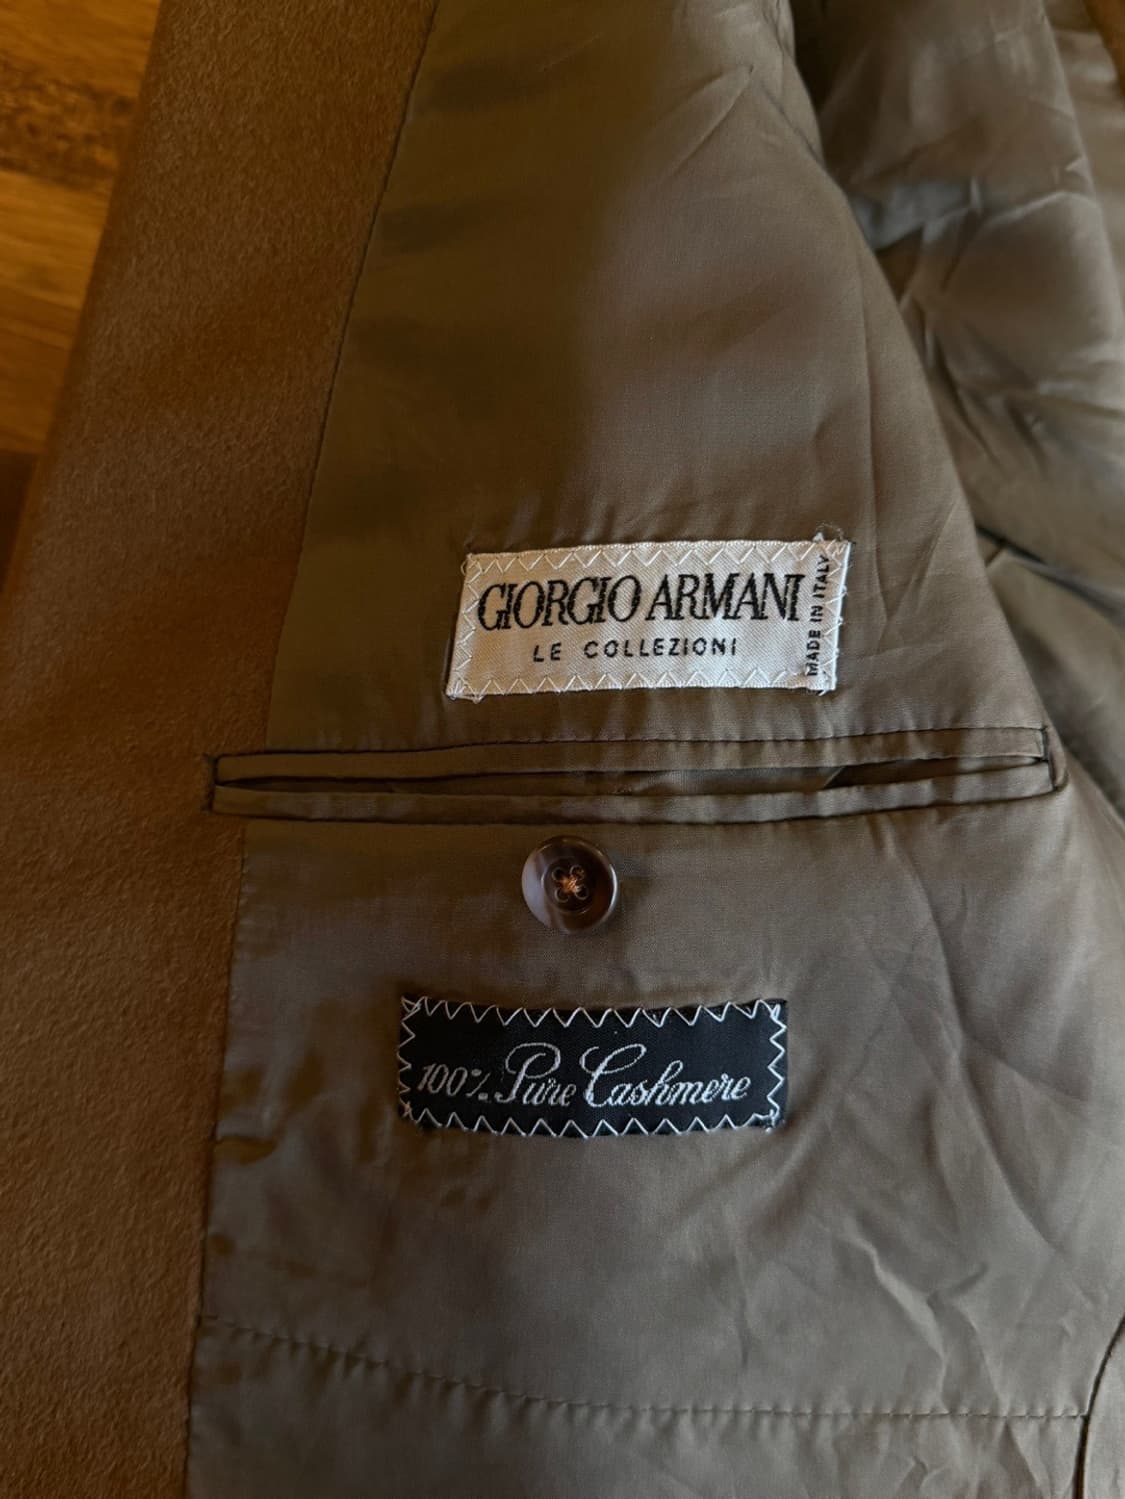 GIORGIO ARMANI
LE COLLEZIONI
MADE IN ITALY
100% Pure Cashmere